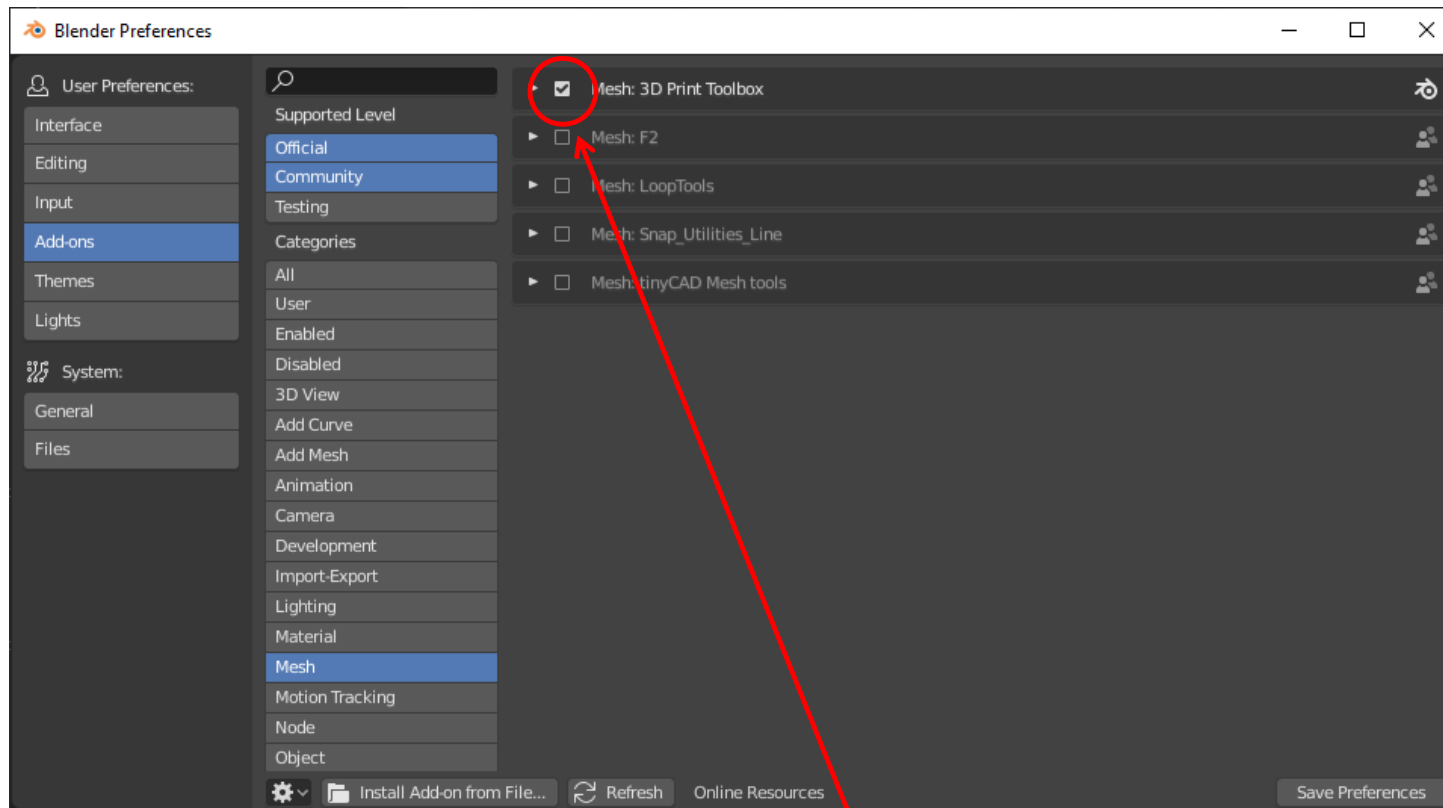 Blender Preferences
User Preferences:
Interface
Editing
Input
Add-ons
Themes
Lights
System:
General
Files
Supported Level
Official
Community
Testing
Categories
All
User
Enabled
Disabled
3D View
Add Curve
Add Mesh
Animation
Camera
Development
Import-Export
Lighting
Material
Mesh
Motion Tracking
Node
Object
Mesh: 3D Print Toolbox
Mesh: F2
Mesh: LoopTools
Mesh: Snap_Utilities_Line
Mesh: tinyCAD Mesh tools
Install Add-on from File... Refresh Online Resources Save Preferences